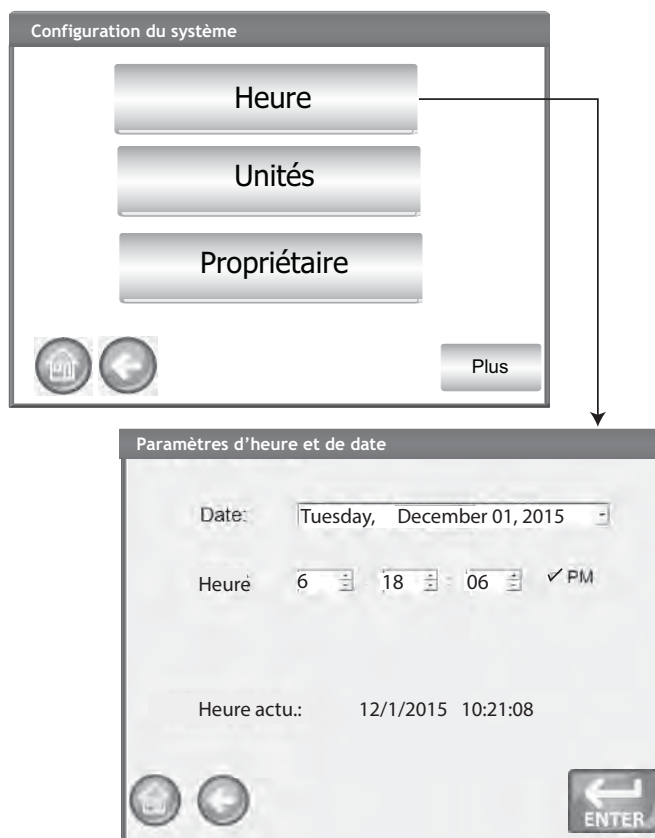 Configuration du système
Heure
Unités
Propriétaire
Plus
Paramètres d'heure et de date
Date: Tuesday, December 01, 2015
Heure 6 : 18 : 06 ✓ PM
Heure actu.: 12/1/2015 10:21:08
ENTER